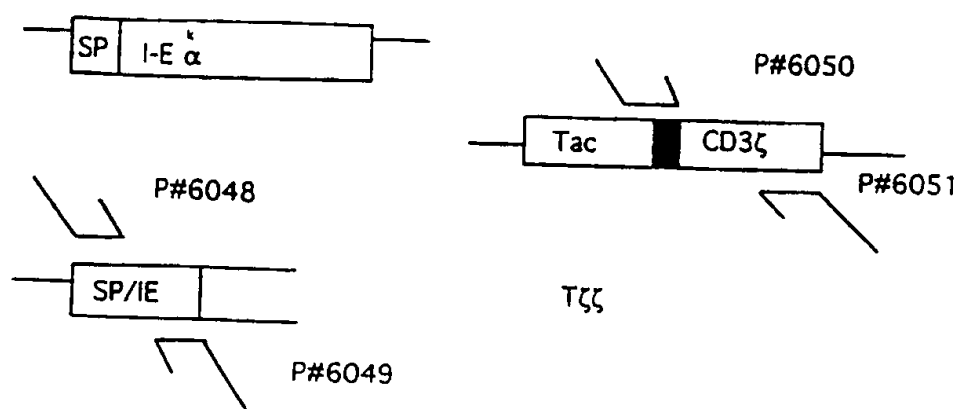 SP
I-E k α
P#6050
Tac
CD3ζ
P#6051
P#6048
SP/IE
Tζζ
P#6049